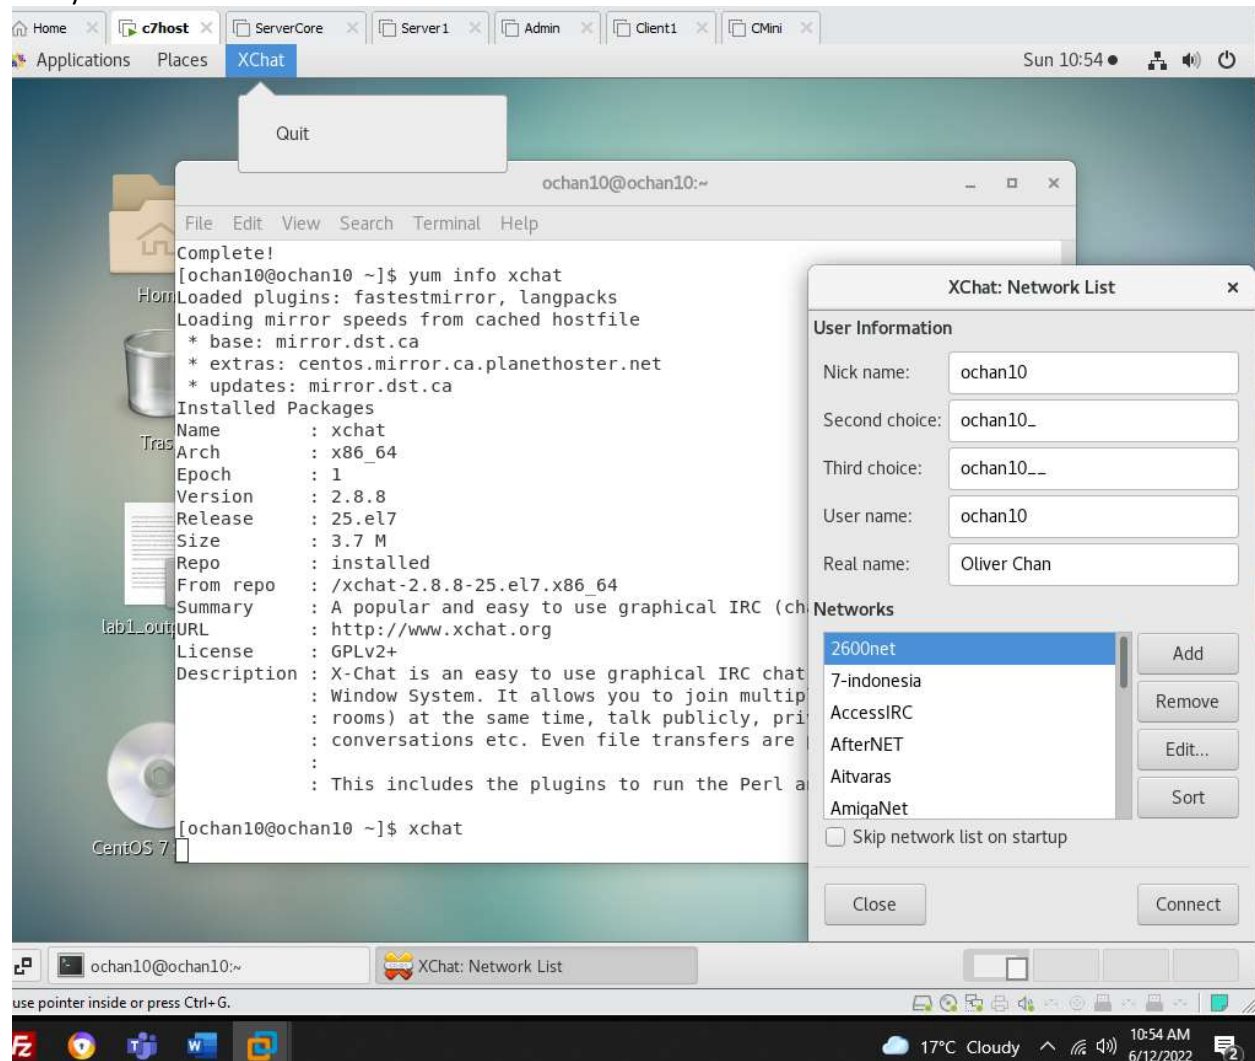 Home c7host ServerCore Server1 Admin Client1 CMini
Applications Places XChat Sun 10:54
Quit
ochan10@ochan10:~
File Edit View Search Terminal Help
Complete!
[ochan10@ochan10 ~]$ yum info xchat
Loaded plugins: fastestmirror, langpacks
Loading mirror speeds from cached hostfile
* base: mirror.dst.ca
* extras: centos.mirror.ca.planethoster.net
* updates: mirror.dst.ca
Installed Packages
Name : xchat
Arch : x86_64
Epoch : 1
Version : 2.8.8
Release : 25.el7
Size : 3.7 M
Repo : installed
From repo : /xchat-2.8.8-25.el7.x86_64
Summary : A popular and easy to use graphical IRC (ch
URL : http://www.xchat.org
License : GPLv2+
Description : X-Chat is an easy to use graphical IRC chat
: Window System. It allows you to join multip
: rooms) at the same time, talk publicly, pri
: conversations etc. Even file transfers are
:
: This includes the plugins to run the Perl a
[ochan10@ochan10 ~]$ xchat
Hom
Tras
lab1_out
CentOS 7
XChat: Network List
User Information
Nick name: ochan10
Second choice: ochan10_
Third choice: ochan10__
User name: ochan10
Real name: Oliver Chan
Networks
2600net
7-indonesia
AccessIRC
AfterNET
Aitvaras
AmigaNet
Add
Remove
Edit...
Sort
Skip network list on startup
Close Connect
ochan10@ochan10:~ XChat: Network List
use pointer inside or press Ctrl+G.
17°C Cloudy 10:54 AM
6/12/2022